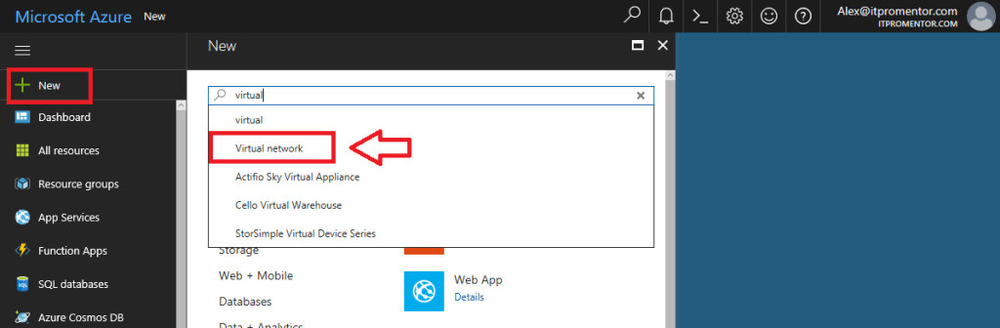 Microsoft Azure New
Alex@itpromentor.com
ITPROMENTOR.COM
New
Dashboard
All resources
Resource groups
App Services
Function Apps
SQL databases
Azure Cosmos DB
New
virtual
virtual
Virtual network
Actifio Sky Virtual Appliance
Cello Virtual Warehouse
StorSimple Virtual Device Series
Storage
Web + Mobile
Databases
Data + Analytics
Web App
Details